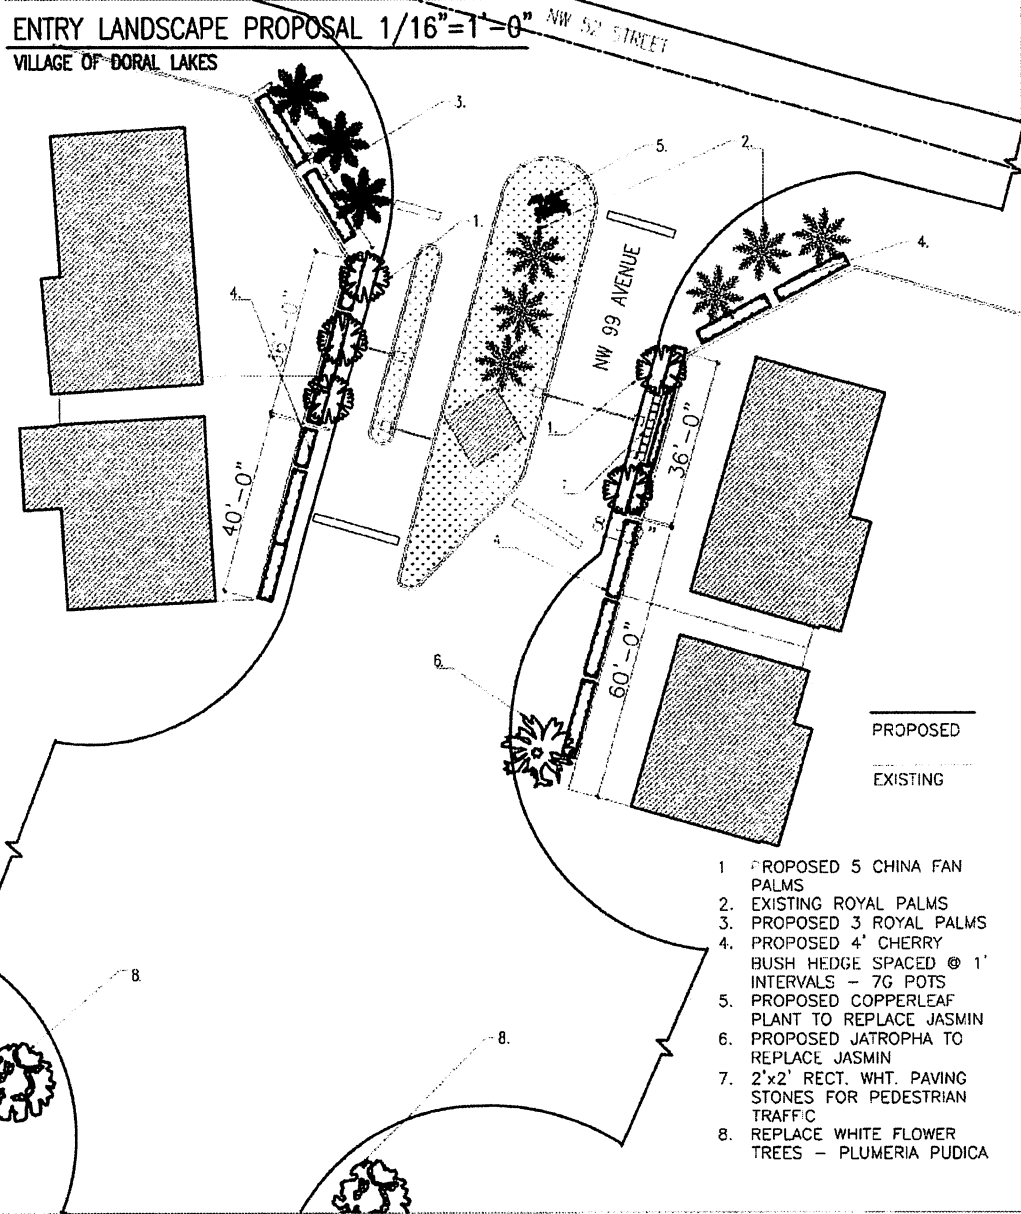 ENTRY LANDSCAPE PROPOSAL 1/16"=1'-0"
VILLAGE OF DORAL LAKES
NW 52 STREET
3.
5.
2.
1.
4.
4.
NW 99 AVENUE
36'-0"
40'-0"
1.
36'-0"
4.
60'-0"
6.
PROPOSED
EXISTING
8.
8.
1 PROPOSED 5 CHINA FAN
PALMS
2. EXISTING ROYAL PALMS
3. PROPOSED 3 ROYAL PALMS
4. PROPOSED 4' CHERRY
BUSH HEDGE SPACED @ 1'
INTERVALS - 7G POTS
5. PROPOSED COPPERLEAF
PLANT TO REPLACE JASMIN
6. PROPOSED JATROPHA TO
REPLACE JASMIN
7. 2'x2' RECT. WHT. PAVING
STONES FOR PEDESTRIAN
TRAFFIC
8. REPLACE WHITE FLOWER
TREES - PLUMERIA PUDICA